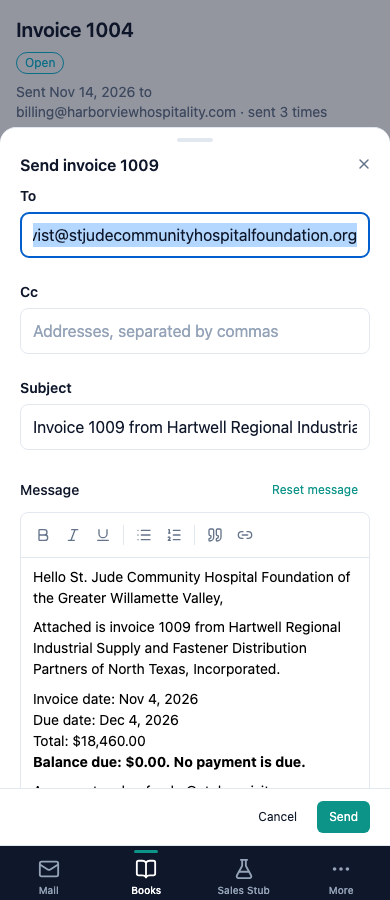 Invoice 1004
Open
Sent Nov 14, 2026 to
billing@harborviewhospitality.com · sent 3 times
Send invoice 1009
To
vist@stjudecommunityhospitalfoundation.org
Cc
Addresses, separated by commas
Subject
Invoice 1009 from Hartwell Regional Industria
Message
Reset message
B I U
Hello St. Jude Community Hospital Foundation of
the Greater Willamette Valley,
Attached is invoice 1009 from Hartwell Regional
Industrial Supply and Fastener Distribution
Partners of North Texas, Incorporated.
Invoice date: Nov 4, 2026
Due date: Dec 4, 2026
Total: $18,460.00
Balance due: $0.00. No payment is due.
Cancel
Send
Mail
Books
Sales Stub
More